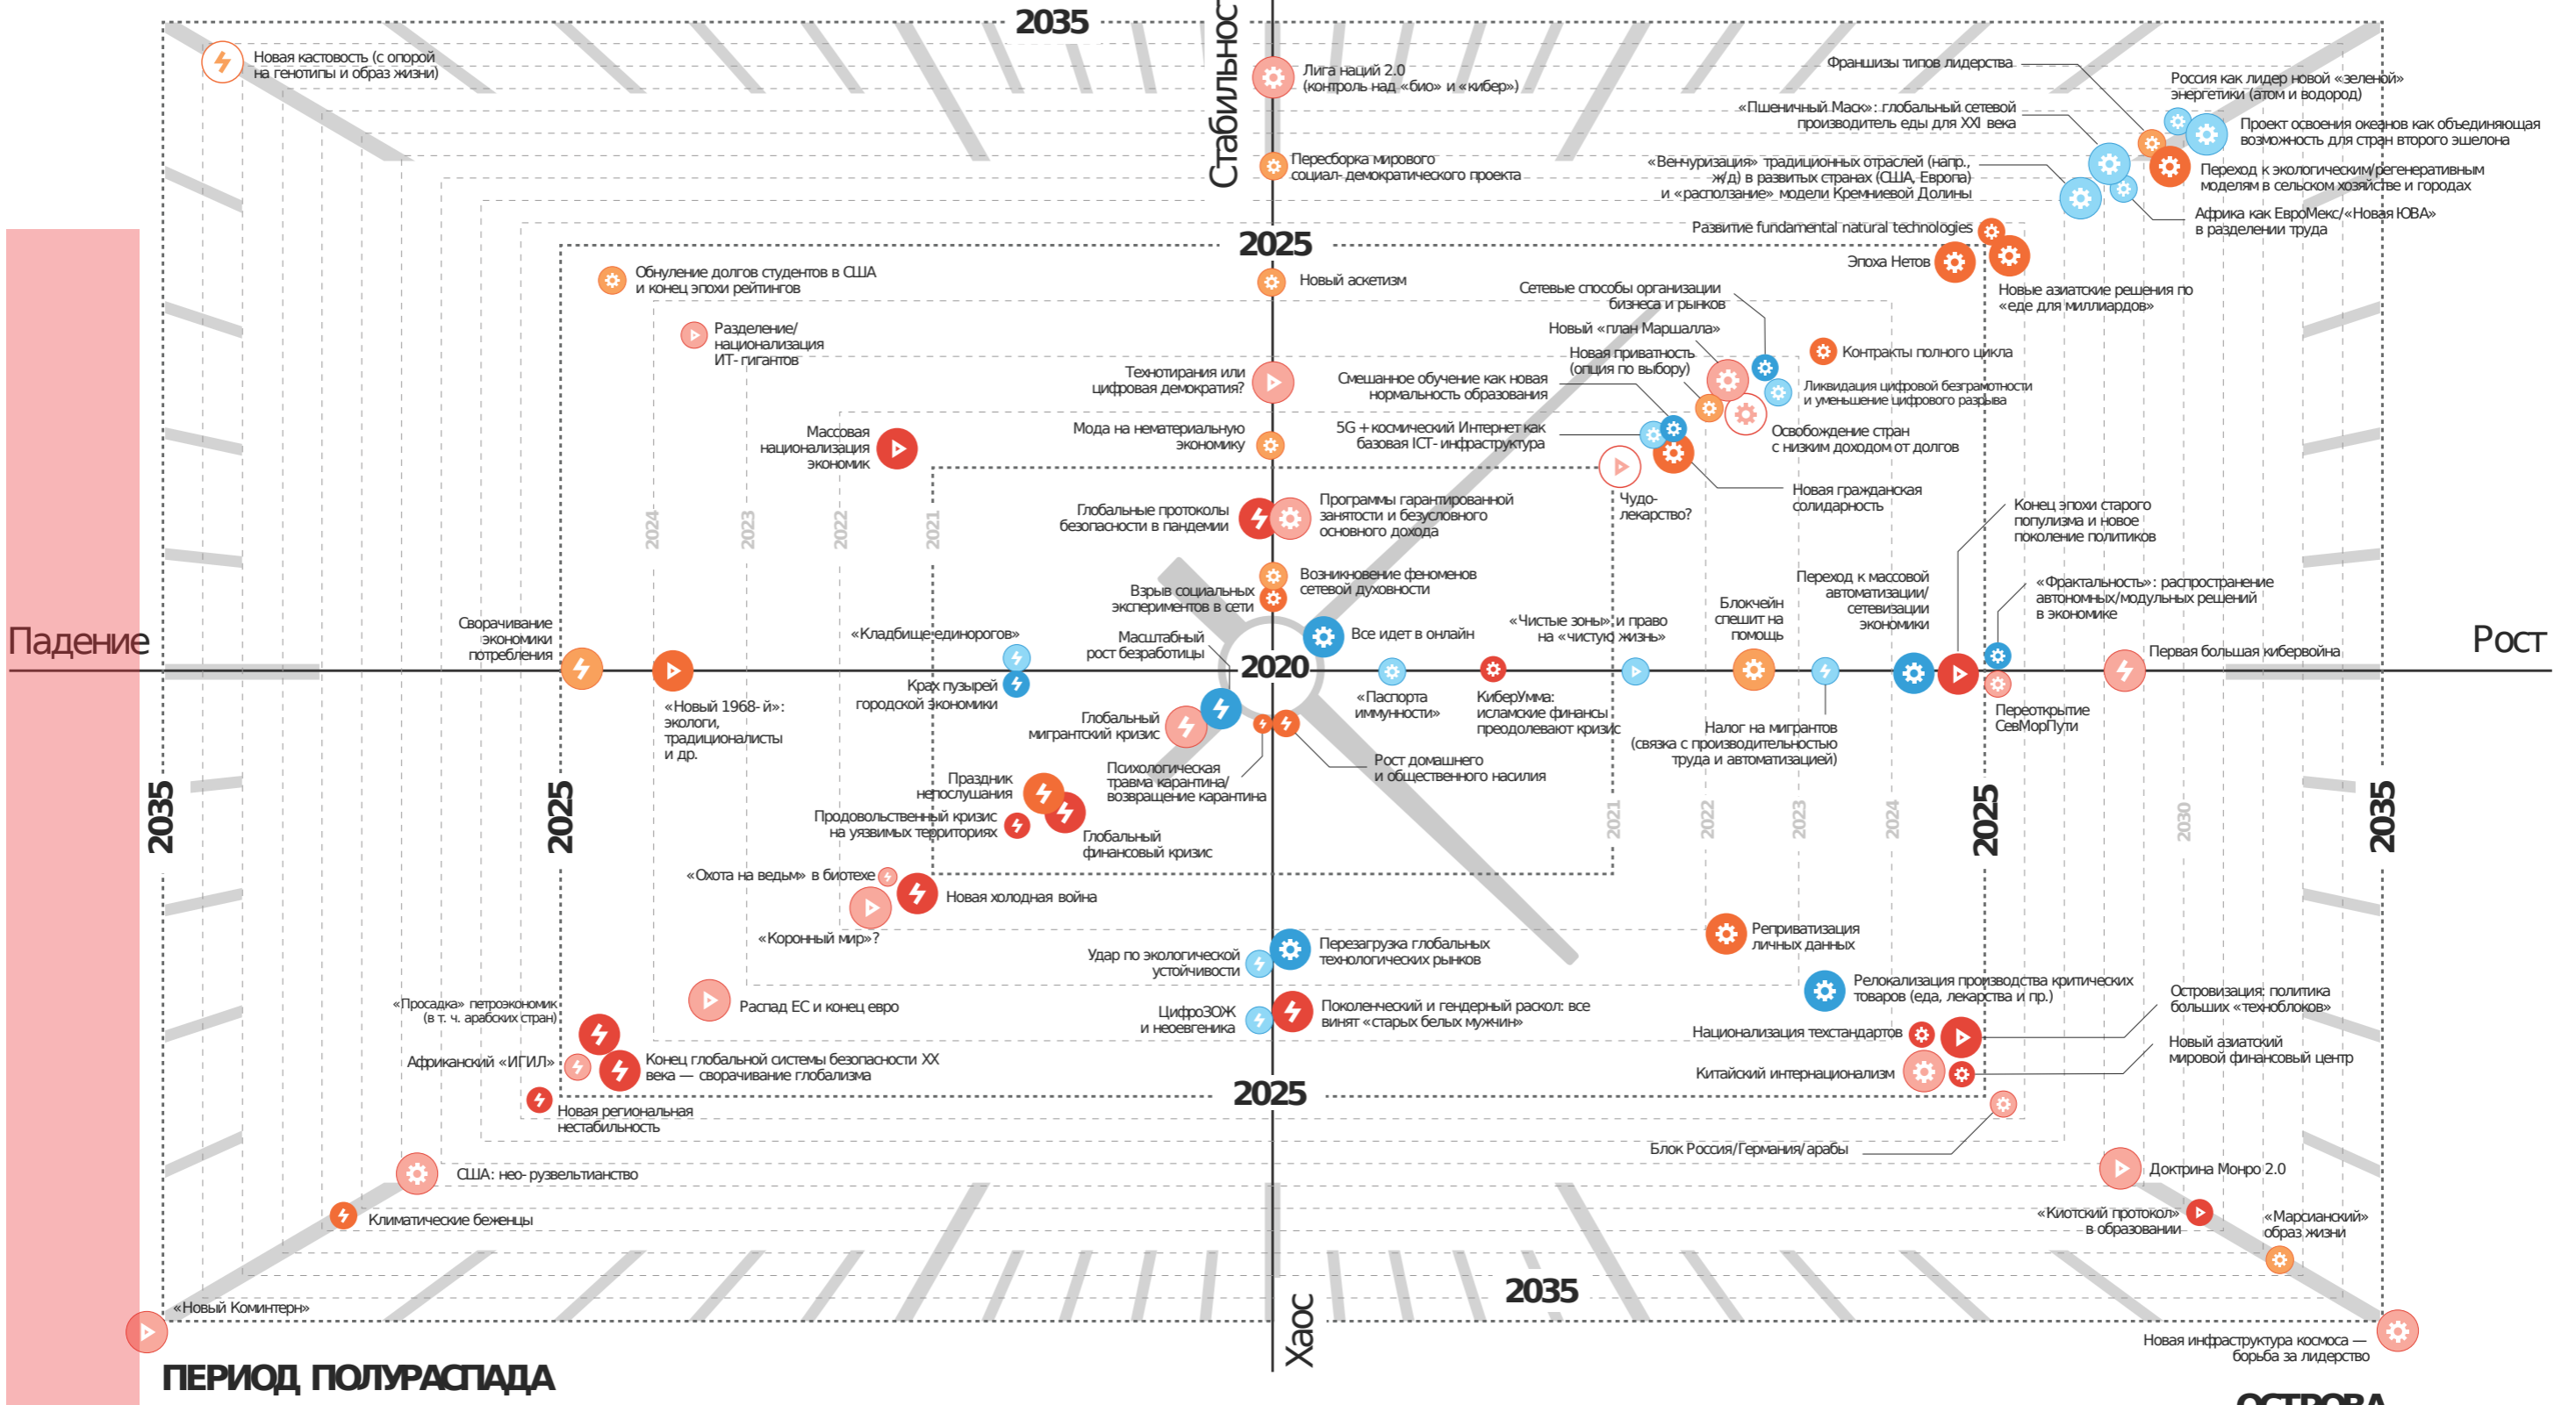 2035
Стабильнос
Новая кастовость (с опорой
на генотипы и образ жизни)
Лига наций 2.0
(контроль над «био» и «кибер»)
Франшизы типов лидерства
Россия как лидер новой «зеленой»
энергетики (атом и водород)
«Пшеничный Маск»: глобальный сетевой
производитель еды для XXI века
Проект освоения океанов как объединяющая
возможность для стран второго эшелона
Пересборка мирового
социал-демократического проекта
«Венчуризация» традиционных отраслей (напр.,
ж/д) в развитых странах (США, Европа)
и «расползание» модели Кремниевой Долины
Переход к экологическим/регенеративным
моделям в сельском хозяйстве и городах
Африка как ЕвроМекс/«Новая ЮВА»
в разделении труда
Развитие fundamental natural technologies
2025
Эпоха Нетов
Обнуление долгов студентов в США
и конец эпохи рейтингов
Новый аскетизм
Сетевые способы организации
бизнеса и рынков
Новые азиатские решения по
«еде для миллиардов»
Разделение/
национализация
ИТ-гигантов
Новый «план Маршалла»
Новая приватность
(опция по выбору)
Контракты полного цикла
Технотирания или
цифровая демократия?
Смешанное обучение как новая
нормальность образования
Ликвидация цифровой безграмотности
и уменьшение цифрового разрыва
Массовая
национализация
экономик
Мода на нематериальную
экономику
5G + космический Интернет как
базовая ICT-инфраструктура
Освобождение стран
с низким доходом от долгов
Глобальные протоколы
безопасности в пандемии
Программы гарантированной
занятости и безусловного
основного дохода
Чудо-
лекарство?
Новая гражданская
солидарность
Конец эпохи старого
популизма и новое
поколение политиков
2024
2023
2022
2021
Взрыв социальных
экспериментов в сети
Возникновение феноменов
сетевой духовности
Переход к массовой
автоматизации/
сетевизации
экономики
«Фрактальность»: распространение
автономных/модульных решений
в экономике
Блокчейн
спешит на
помощь
Падение
Сворачивание
экономики
потребления
«Кладбище единорогов»
Масштабный
рост безработицы
Все идет в онлайн
«Чистые зоны» и право
на «чистую жизнь»
Первая большая кибервойна
Рост
2020
Крах пузырей
городской экономики
«Новый 1968-й»:
экологи,
традиционалисты
и др.
Глобальный
мигрантский кризис
«Паспорта
иммунности»
КиберУмма:
исламские финансы
преодолевают кризис
Налог на мигрантов
(связка с производительностью
труда и автоматизацией)
Переоткрытие
СевМорПути
Психологическая
травма карантина/
возвращение карантина
Рост домашнего
и общественного насилия
Праздник
непослушания
Продовольственный кризис
на уязвимых территориях
Глобальный
финансовый кризис
2035
2025
2021
2022
2023
2024
2025
2030
2035
«Охота на ведьм» в биотехе
Новая холодная война
«Коронный мир»?
Удар по экологической
устойчивости
Перезагрузка глобальных
технологических рынков
Реприватизация
личных данных
«Просадка» петроэкономик
(в т. ч. арабских стран)
Распад ЕС и конец евро
ЦифроЗОЖ
и неоевгеника
Поколенческий и гендерный раскол: все
винят «старых белых мужчин»
Релокализация производства критических
товаров (еда, лекарства и пр.)
Островизация: политика
больших «техноблоков»
Национализация техстандартов
Африканский «ИГИЛ»
Конец глобальной системы безопасности XX
века — сворачивание глобализма
Новый азиатский
мировой финансовый центр
Китайский интернационализм
2025
Новая региональная
нестабильность
Блок Россия/Германия/арабы
США: нео-рузвельтианство
Доктрина Монро 2.0
Климатические беженцы
«Киотский протокол»
в образовании
«Марсианский»
образ жизни
2035
«Новый Коминтерн»
Хаос
Новая инфраструктура космоса —
борьба за лидерство
ПЕРИОД ПОЛУРАСПАДА
ОСТРОВА